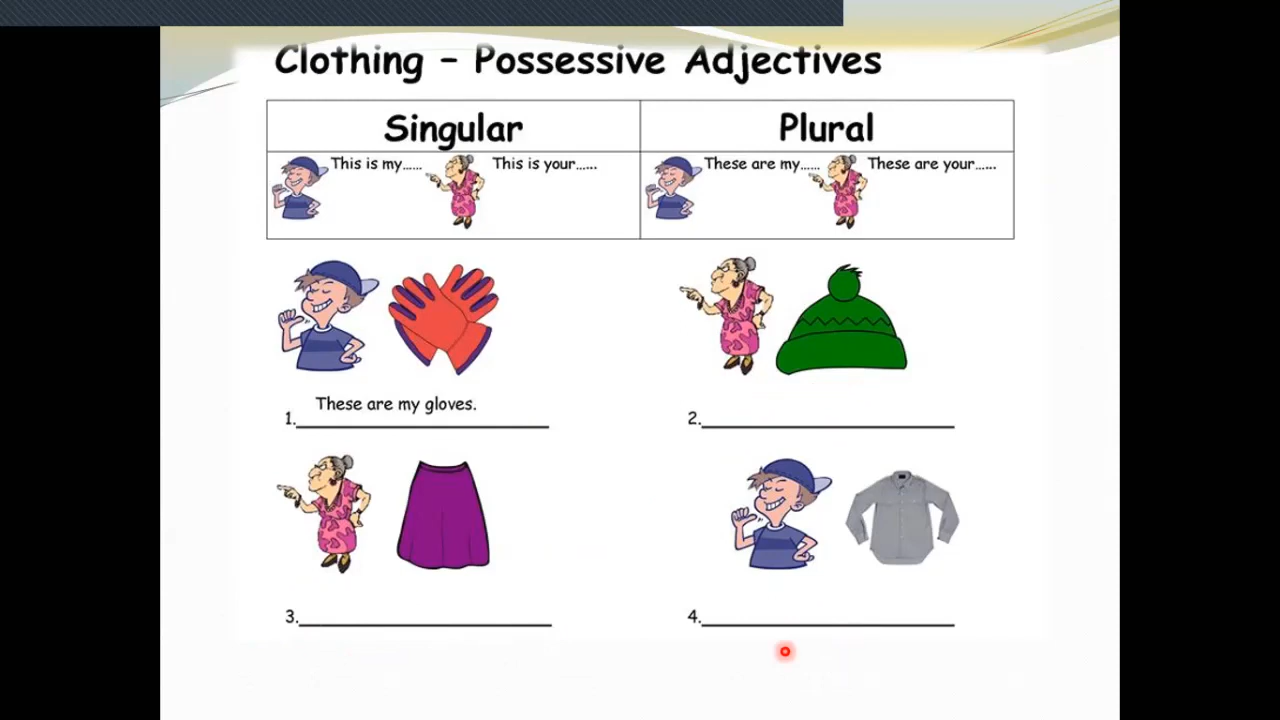 Clothing – Possessive Adjectives
Singular Plural
This is my...... This is your...... These are my...... These are your......
These are my gloves.
1. 2.
3. 4.